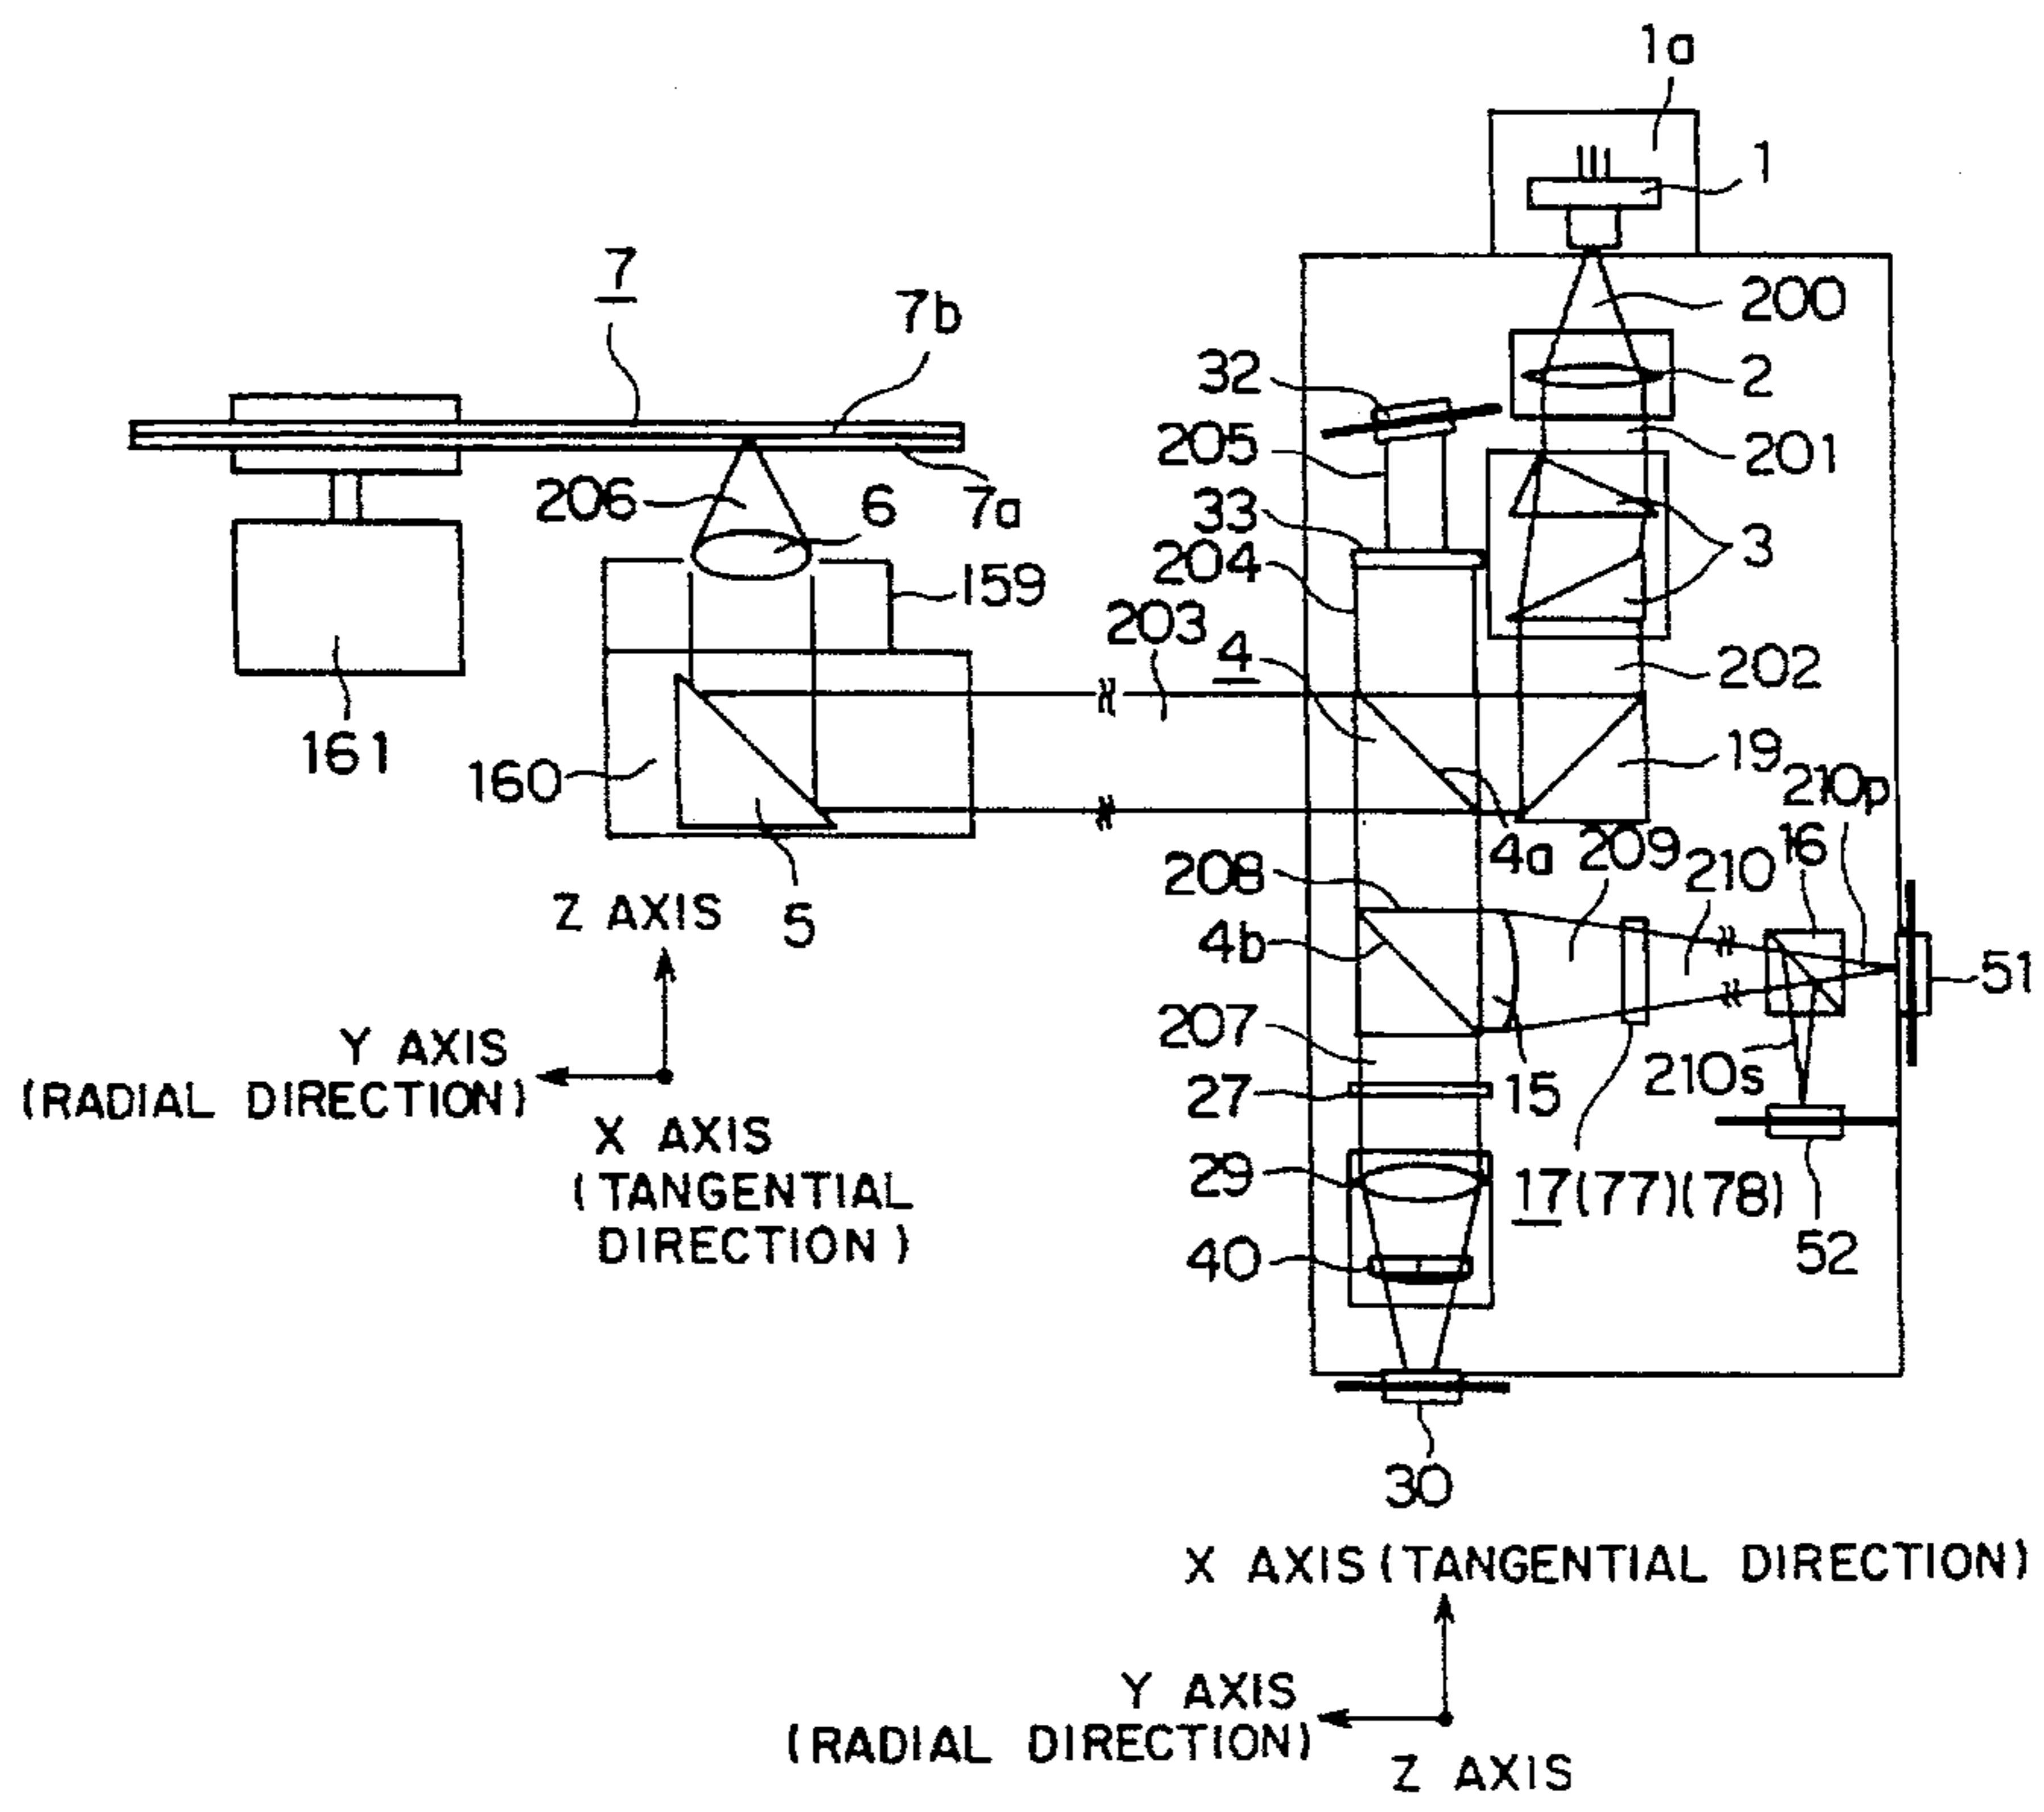 1a
1
7
7b
200
32
2
205
201
206
6
7a
33
3
204
159
203
4
202
161
160
19
210p
4a
209
16
208
210
Z AXIS
5
4b
51
Y AXIS
(RADIAL DIRECTION)
207
27
15
210s
X AXIS
(TANGENTIAL
DIRECTION)
29
17(77)(78)
40
52
30
X AXIS (TANGENTIAL DIRECTION)
Y AXIS
(RADIAL DIRECTION)
Z AXIS